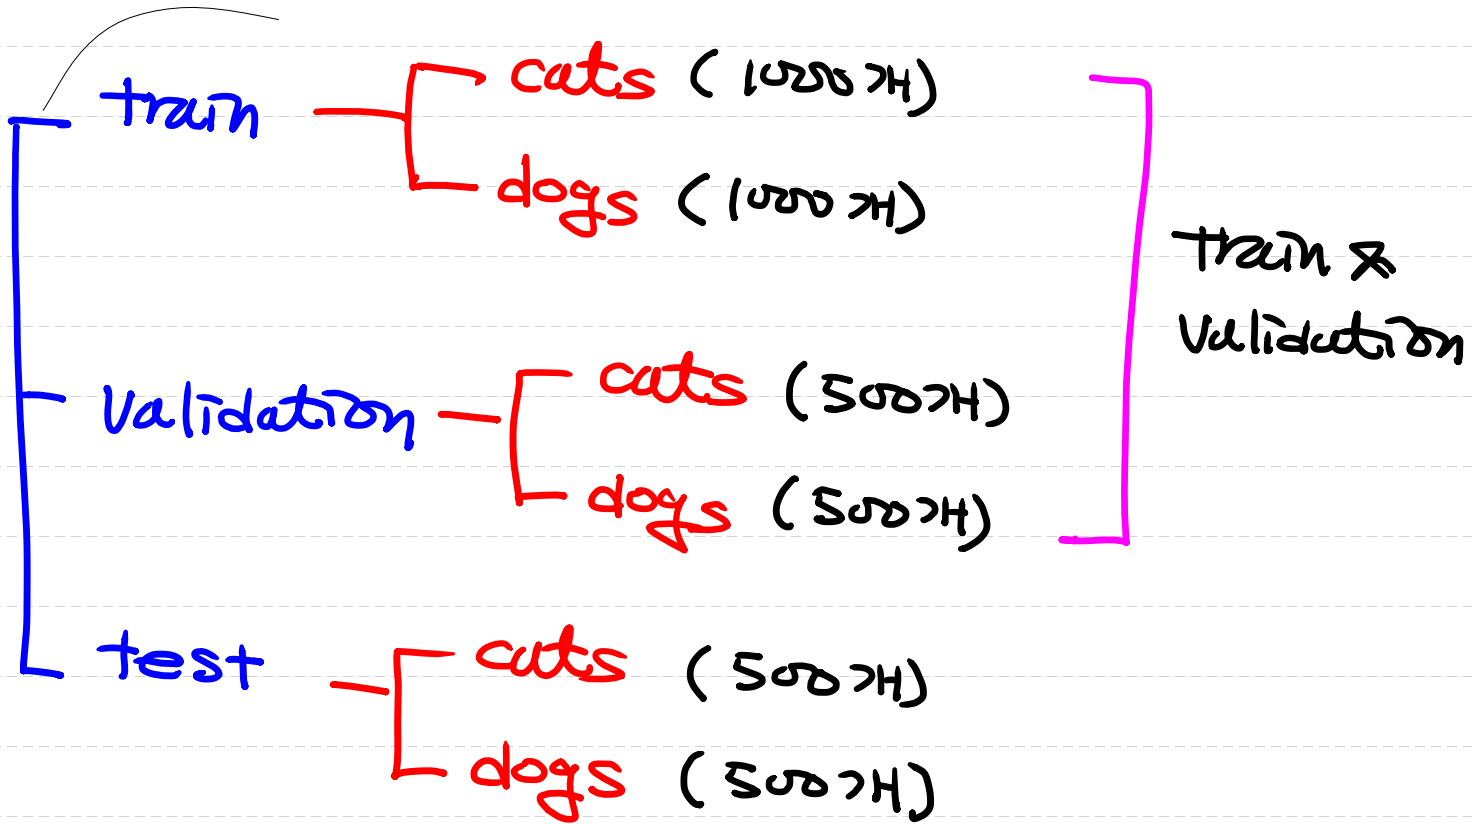 train
cats (1000개)
dogs (1000개)
train &
validation
validation
cats (500개)
dogs (500개)
test
cats (500개)
dogs (500개)